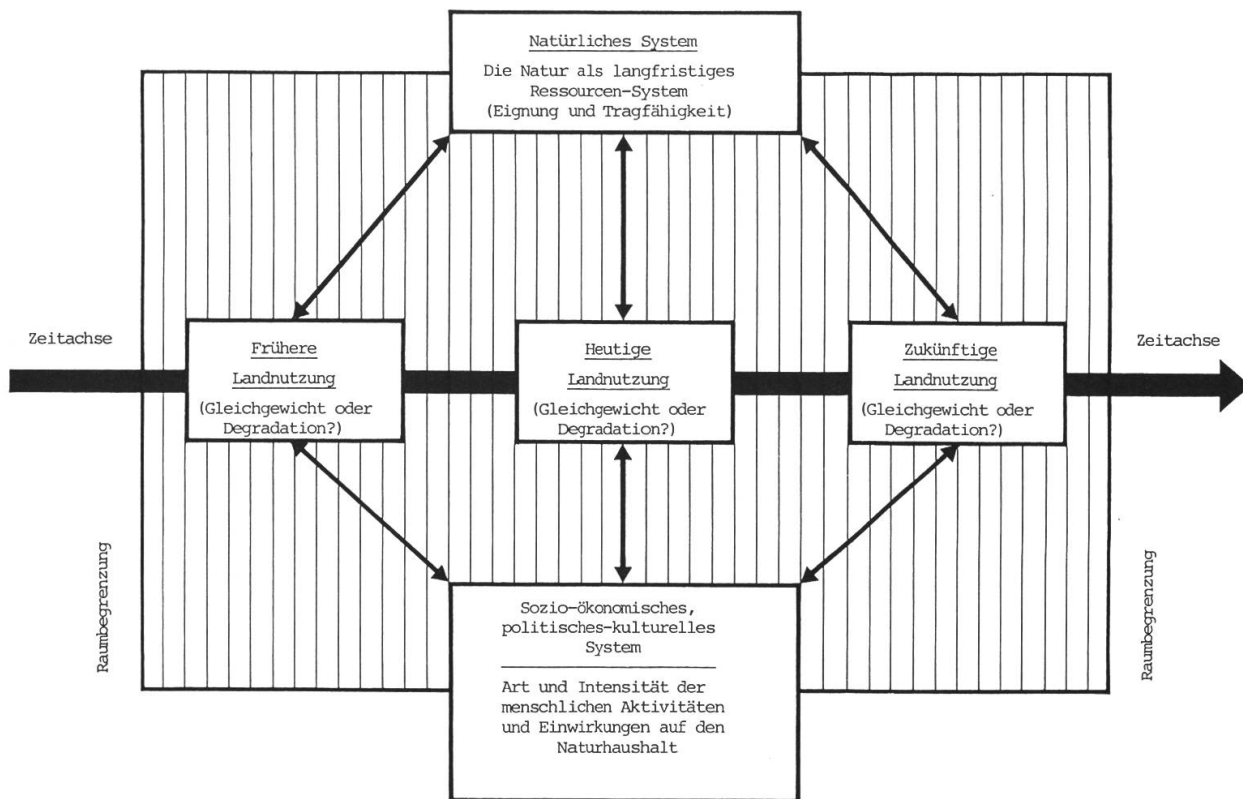 Natürliches System
Die Natur als langfristiges
Ressourcen-System
(Eignung und Tragfähigkeit)
Zeitachse
Frühere
Landnutzung
(Gleichgewicht oder
Degradation?)
Heutige
Landnutzung
(Gleichgewicht oder
Degradation?)
Zukünftige
Landnutzung
(Gleichgewicht oder
Degradation?)
Zeitachse
Raumbegrenzung
Sozio-ökonomisches,
politisches-kulturelles
System
Art und Intensität der
menschlichen Aktivitäten
und Einwirkungen auf den
Naturhaushalt
Raumbegrenzung